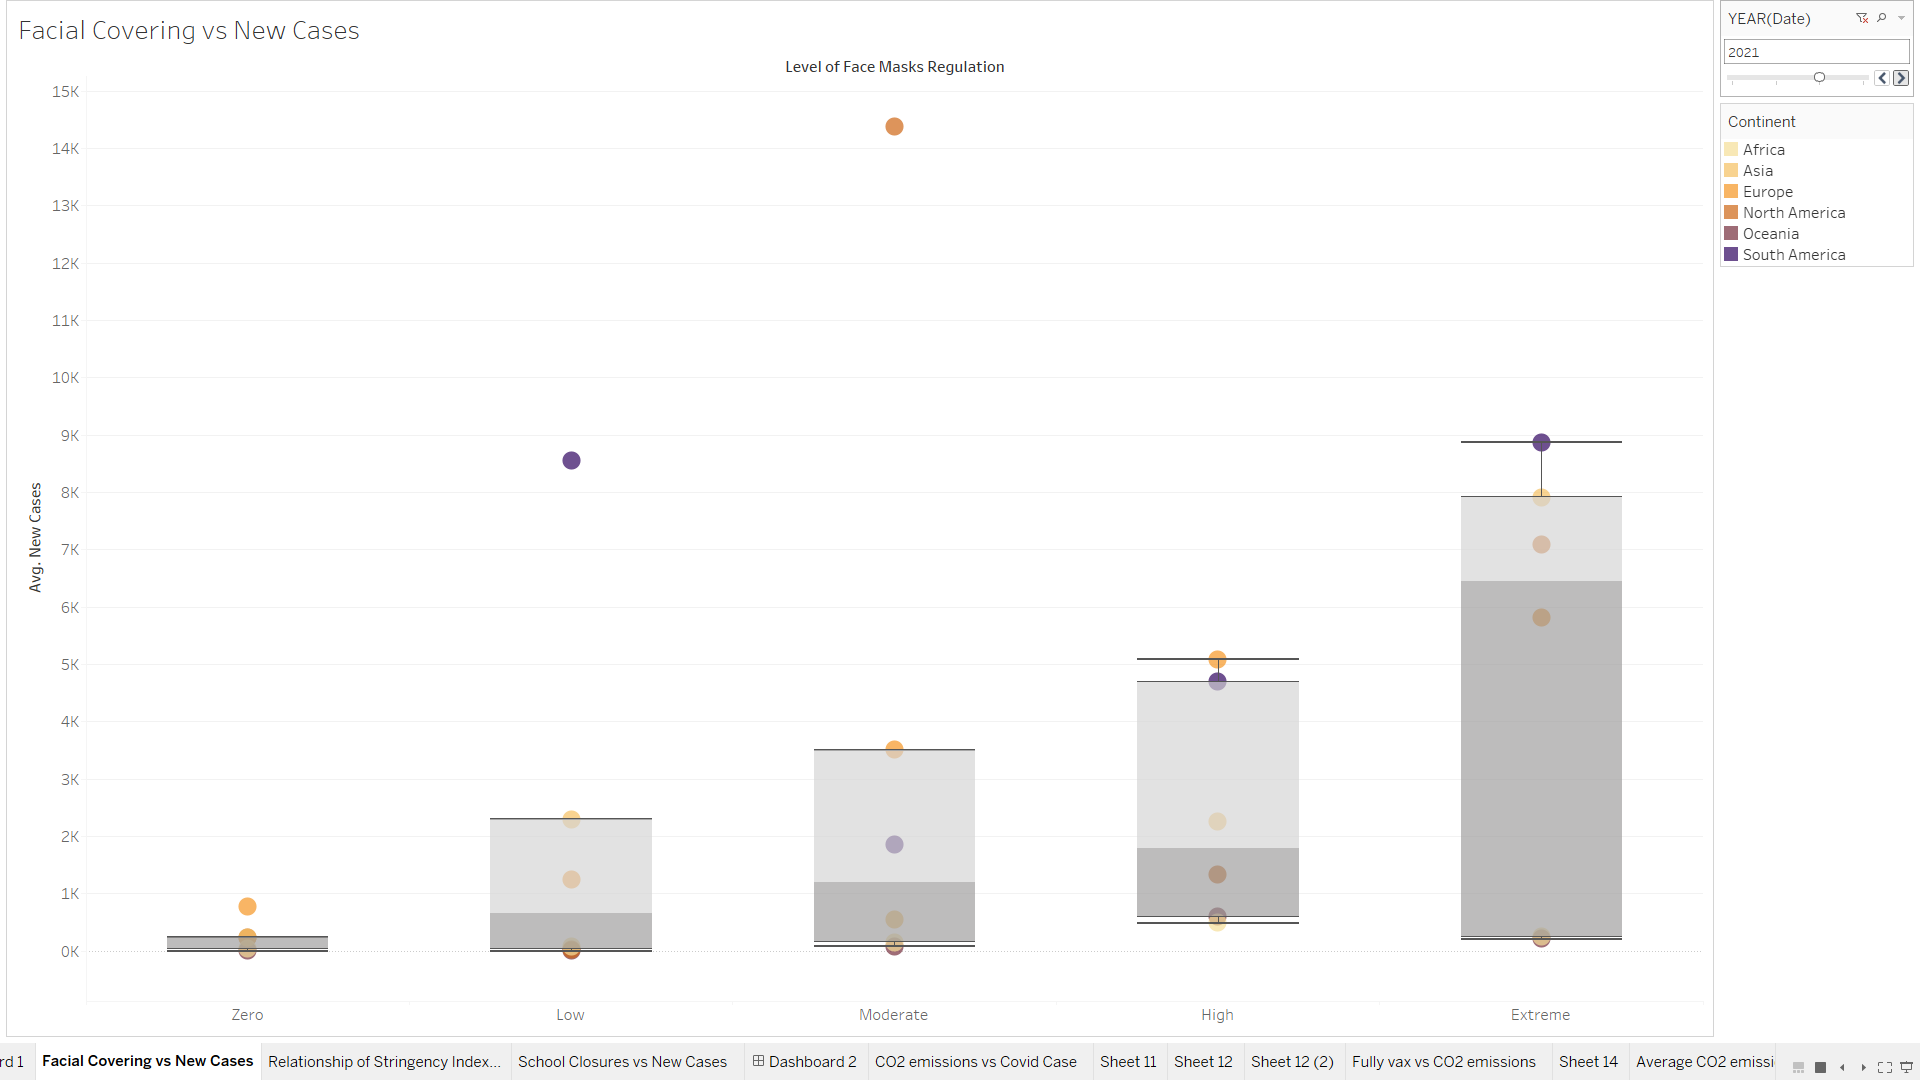 Facial Covering vs New Cases
Level of Face Masks Regulation
15K
14K
13K
12K
11K
10K
9K
8K
7K
6K
5K
4K
3K
2K
1K
0K
Avg. New Cases
Zero
Low
Moderate
High
Extreme
YEAR(Date)
2021
Continent
Africa
Asia
Europe
North America
Oceania
South America
rd 1
Facial Covering vs New Cases
Relationship of Stringency Index...
School Closures vs New Cases
Dashboard 2
CO2 emissions vs Covid Case
Sheet 11
Sheet 12
Sheet 12 (2)
Fully vax vs CO2 emissions
Sheet 14
Average CO2 emissi